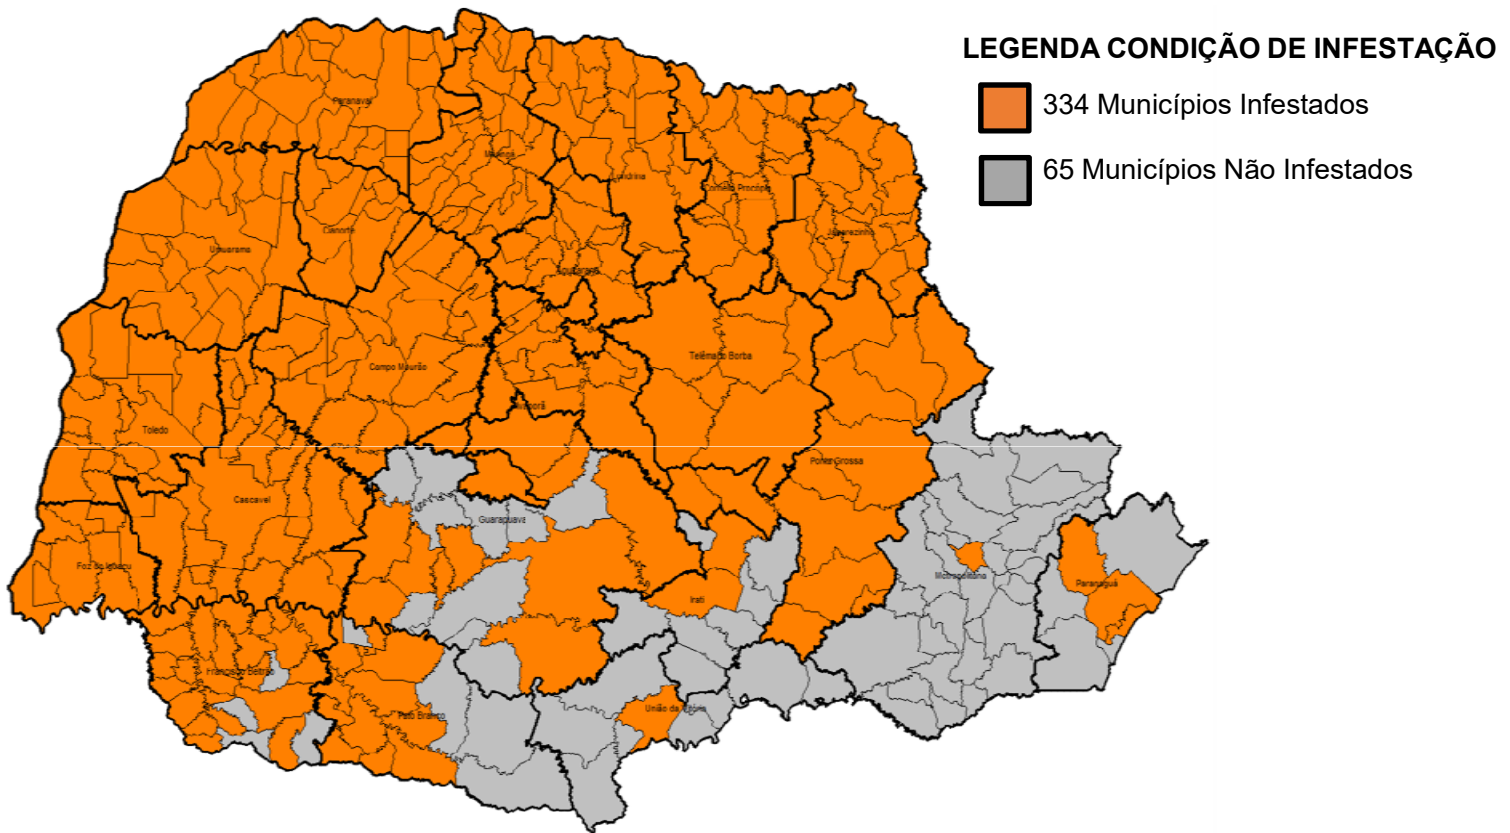 LEGENDA CONDIÇÃO DE INFESTAÇÃO
334 Municípios Infestados
65 Municípios Não Infestados
Paranavaí
Maringá
Londrina
Cornélio Procópio
Jacarezinho
Umuarama
Cianorte
Apucarana
Campo Mourão
Telêmaco Borba
Ivaiporã
Toledo
Ponta Grossa
Cascavel
Guarapuava
Foz do Iguaçu
Metropolitana
Paranaguá
Irati
Francisco Beltrão
Pato Branco
União da Vitória